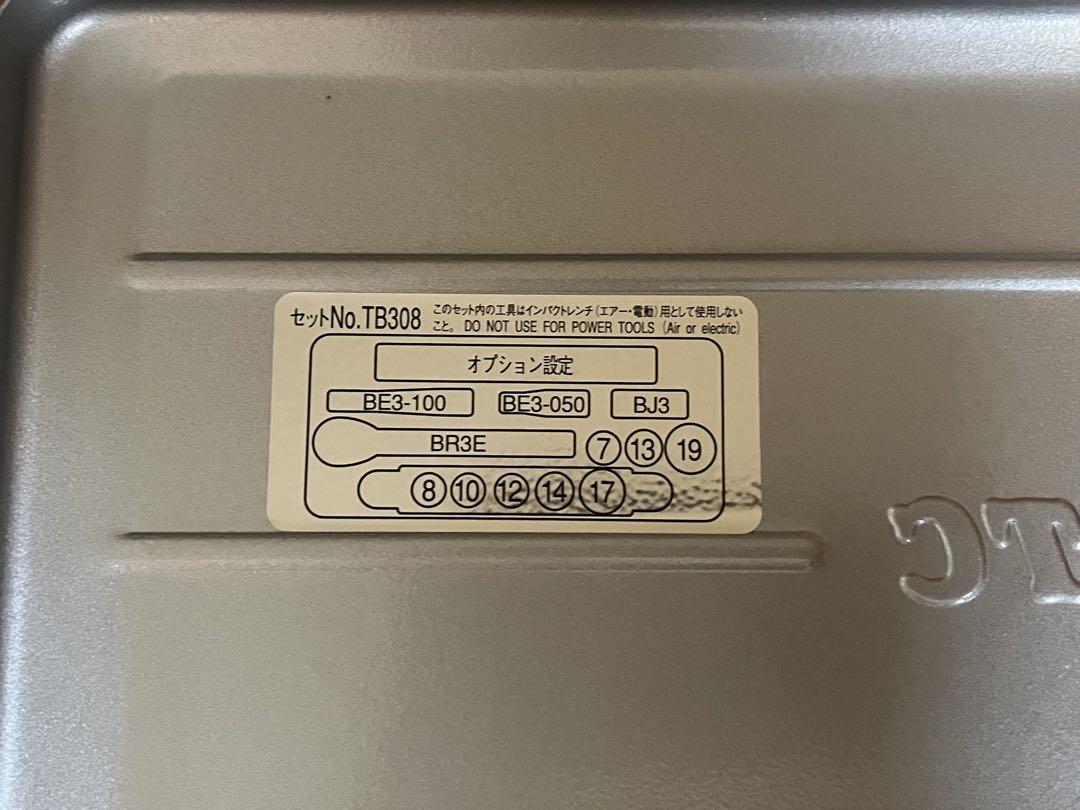 セットNo.TB308
このセット内の工具はインパクトレンチ（エアー・電動）用として使用しない
こと。 DO NOT USE FOR POWER TOOLS (Air or electric)
オプション設定
BE3-100 BE3-050 BJ3
BR3E 7 13 19
8 10 12 14 17